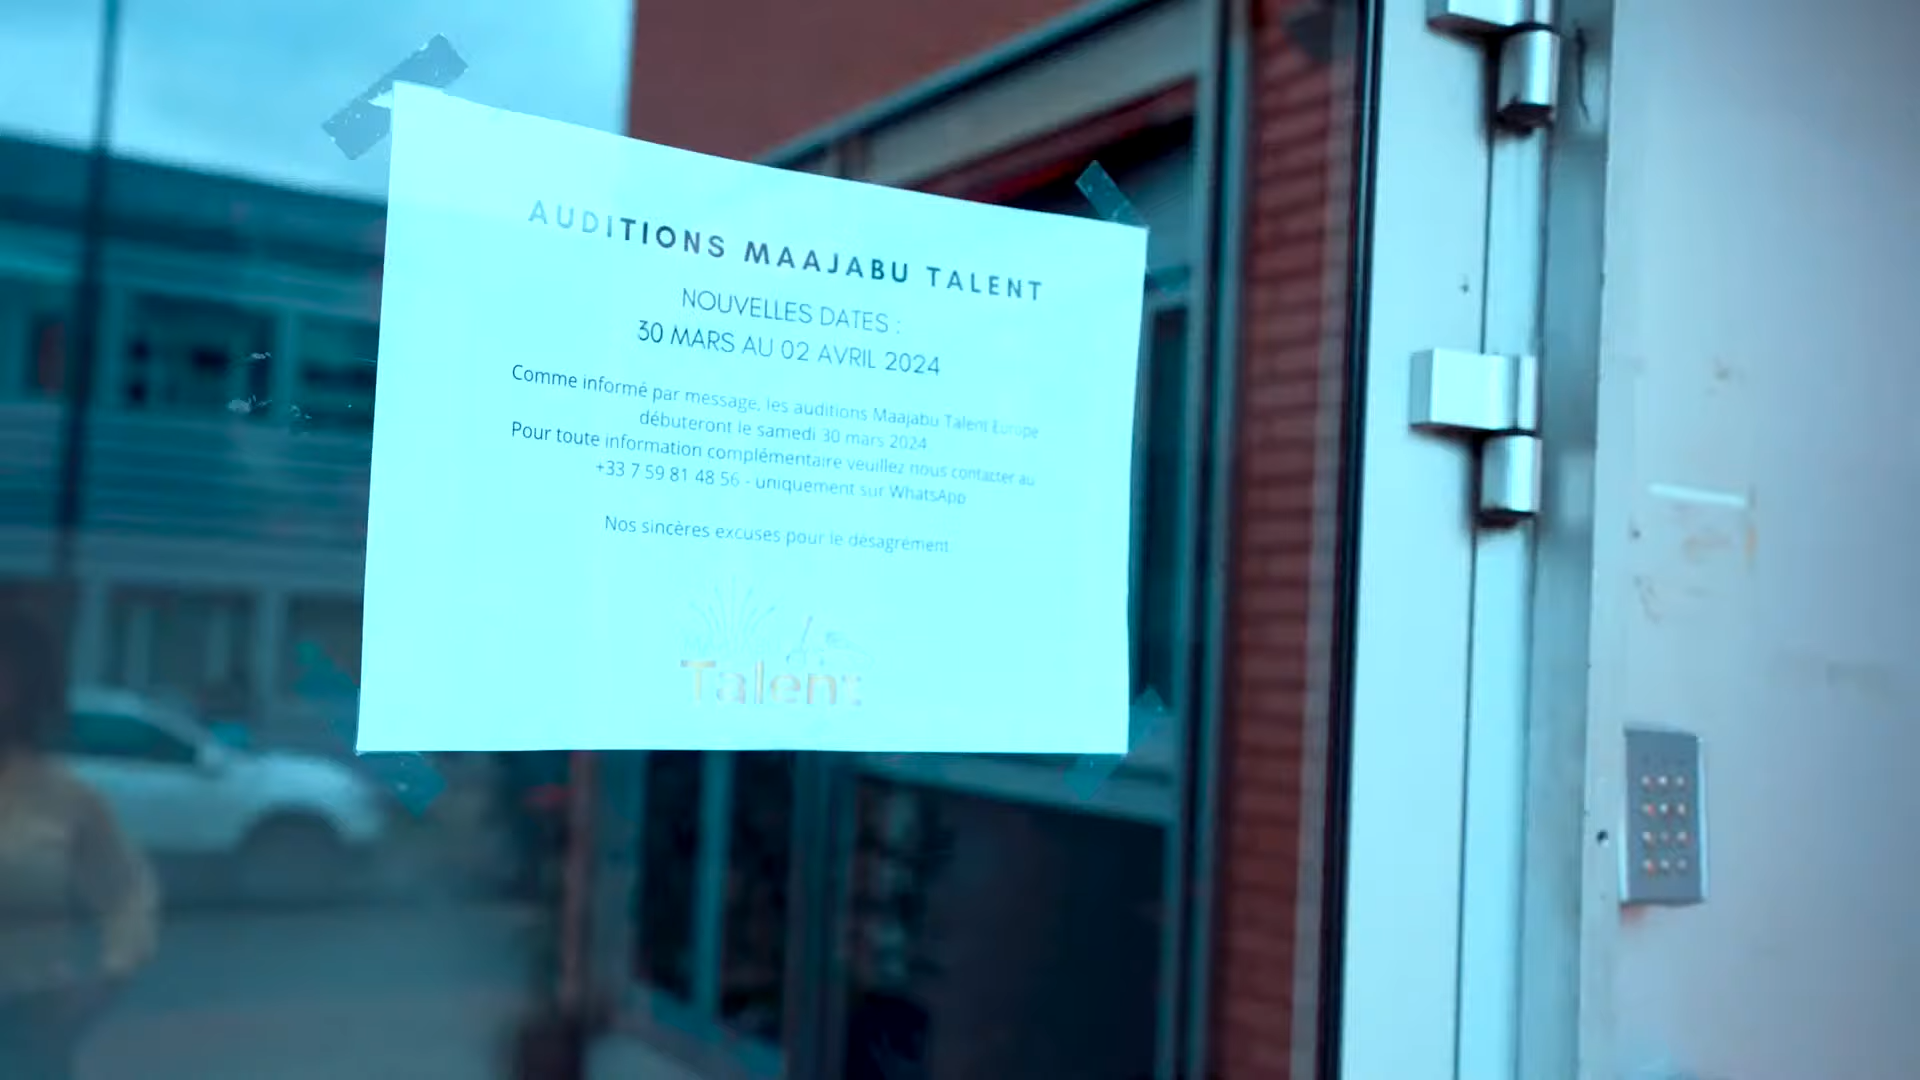 AUDITIONS MAAJABU TALENT
NOUVELLES DATES :
30 MARS AU 02 AVRIL 2024
Comme informé par message, les auditions Maajabu Talent Europe
débuteront le samedi 30 mars 2024
Pour toute information complémentaire veuillez nous contacter au
+33 7 59 81 48 56 - uniquement sur WhatsApp
Nos sincères excuses pour le désagrément
Talent